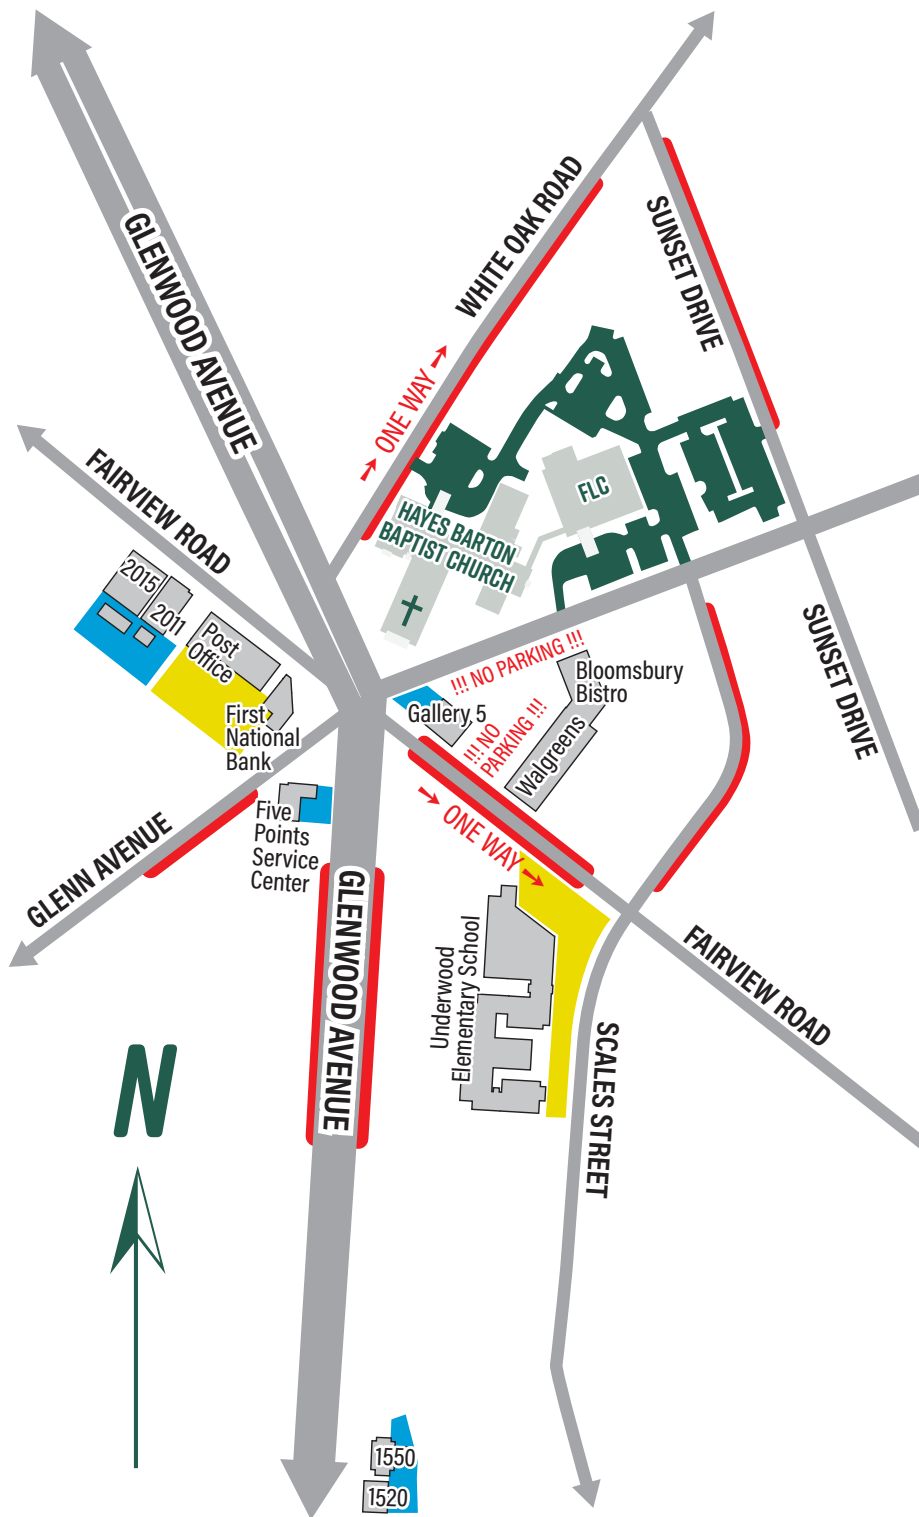 WHITE OAK ROAD
SUNSET DRIVE
GLENWOOD AVENUE
ONE WAY
FAIRVIEW ROAD
FLC
HAYES BARTON
BAPTIST CHURCH
2015
2011
Post
Office
!!! NO PARKING !!!
Bloomsbury
Bistro
SUNSET DRIVE
First
National
Bank
Gallery 5
!!! NO
PARKING !!!
Walgreens
Five
Points
Service
Center
ONE WAY
GLENN AVENUE
GLENWOOD AVENUE
Underwood
Elementary School
FAIRVIEW ROAD
SCALES STREET
N
1550
1520